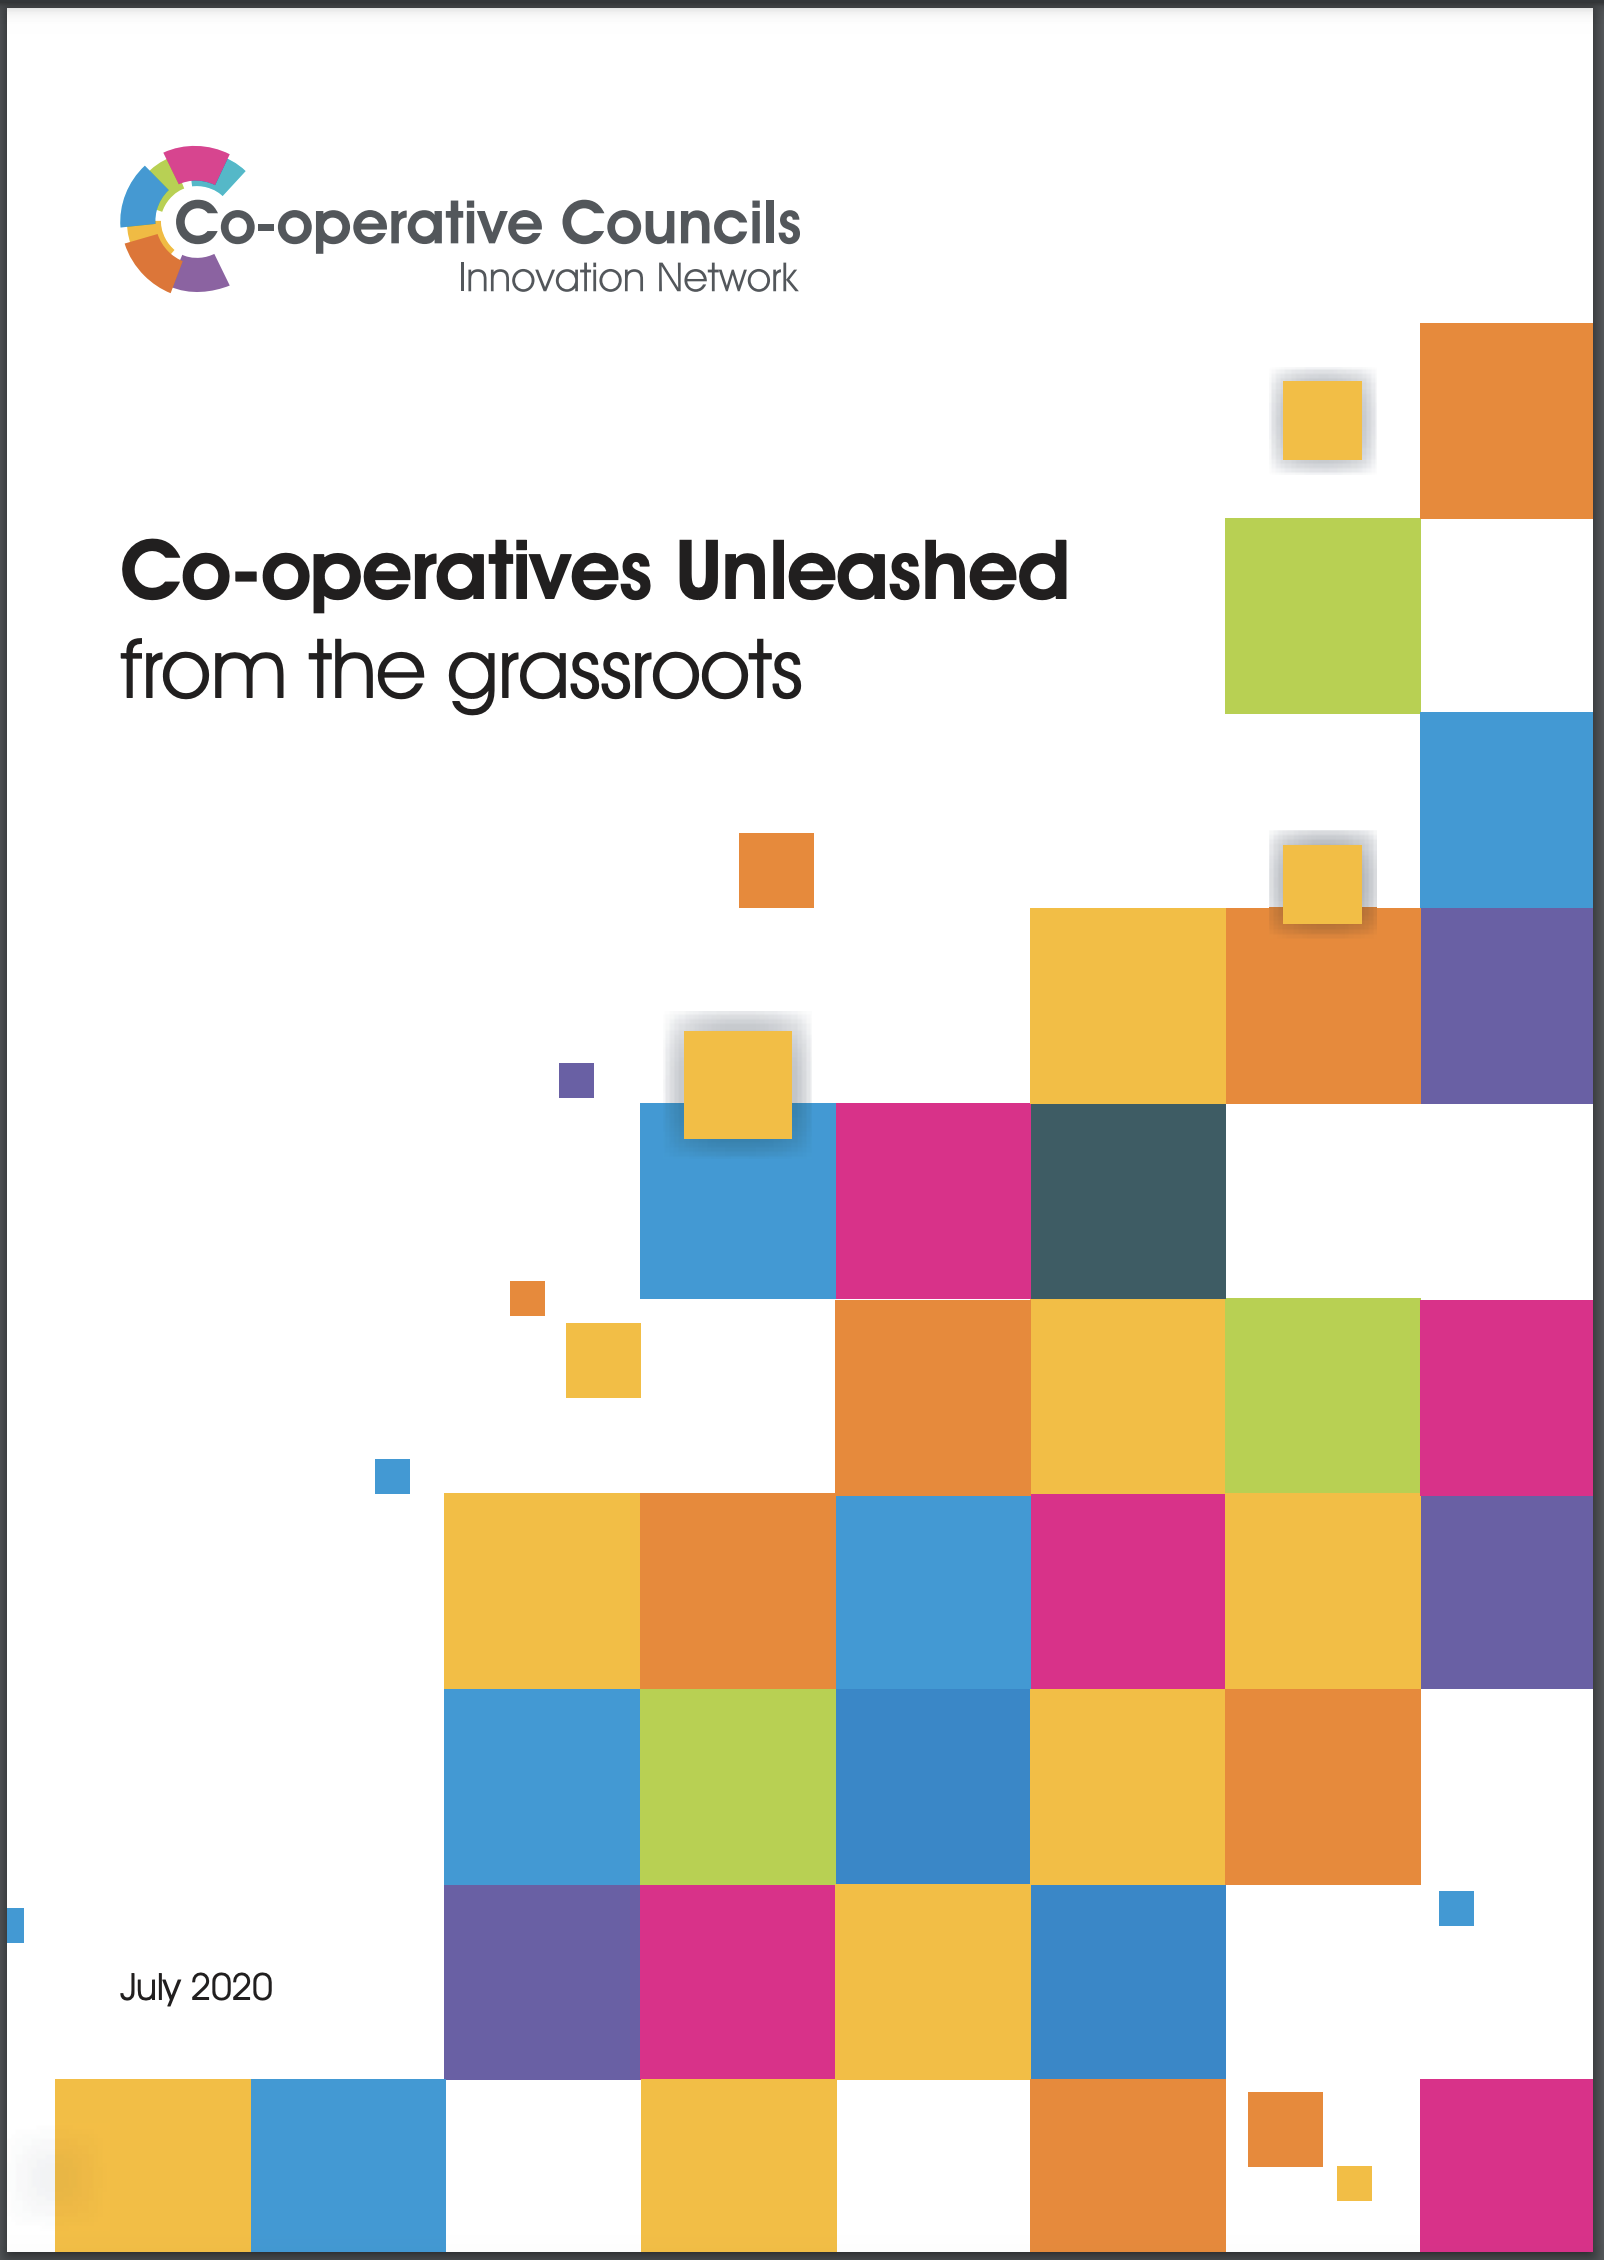 Co-operative Councils
Innovation Network
Co-operatives Unleashed
from the grassroots
July 2020